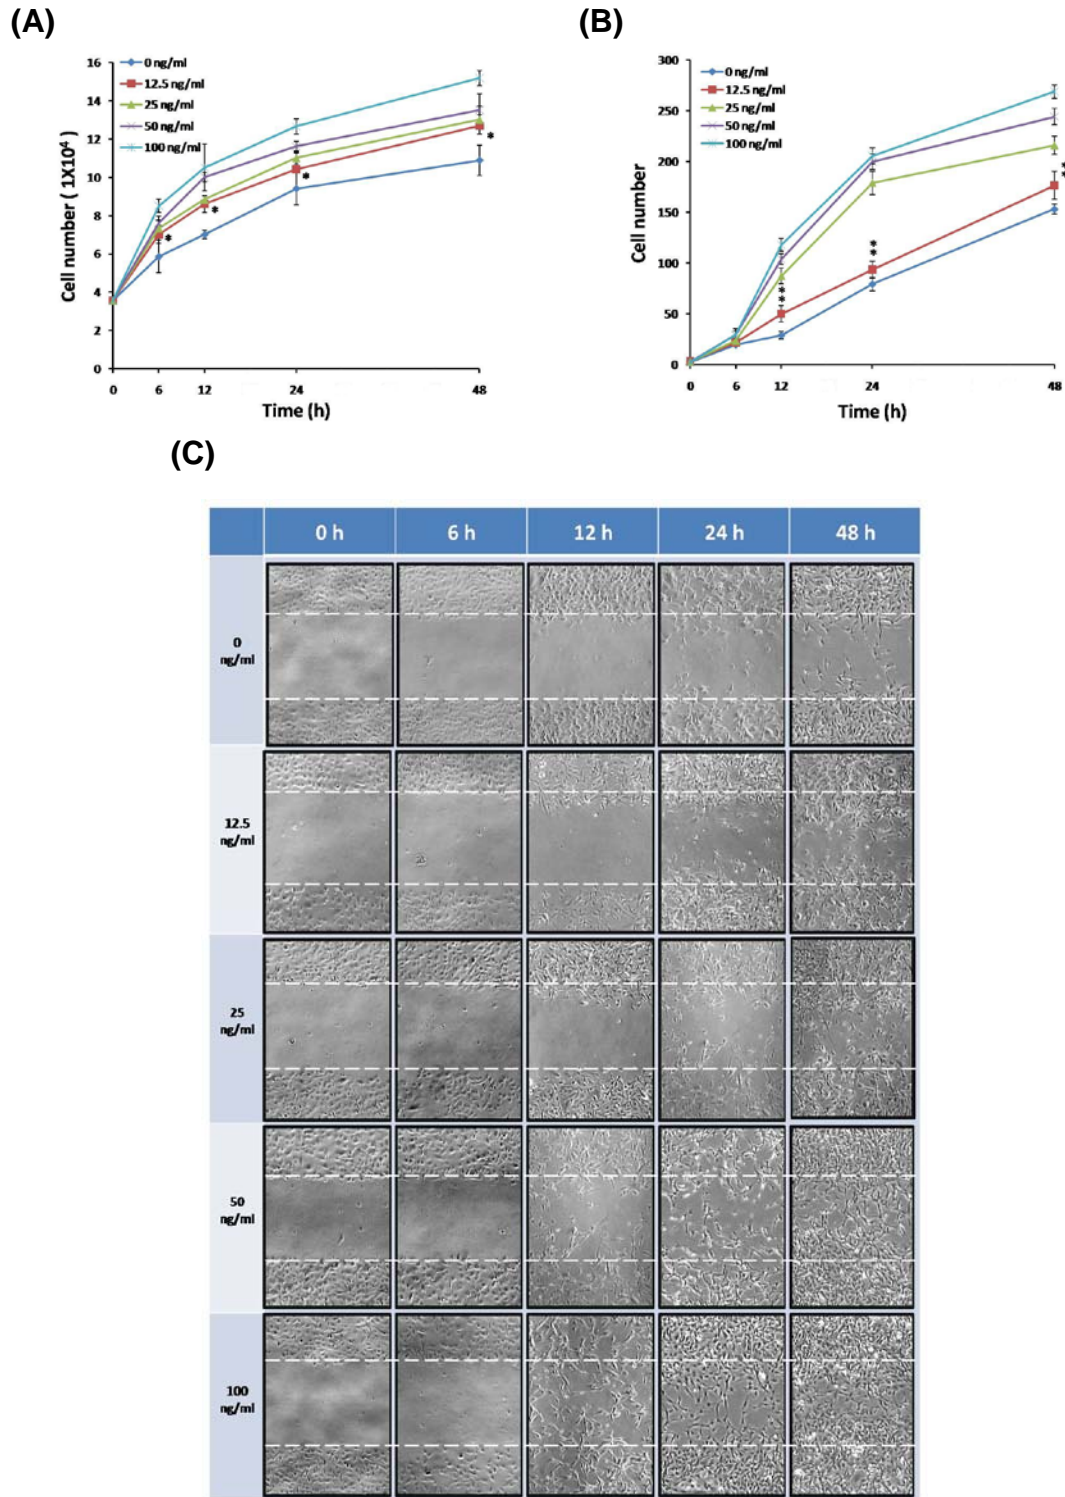 (A)
Cell number ( 1X10⁴)
16
14
12
10
8
6
4
2
0
0 ng/ml
12.5 ng/ml
25 ng/ml
50 ng/ml
100 ng/ml
*
*
*
*
0 6 12 24 48
Time (h)
(B)
Cell number
300
250
200
150
100
50
0
0 ng/ml
12.5 ng/ml
25 ng/ml
50 ng/ml
100 ng/ml
**
**
**
0 6 12 24 48
Time (h)
(C)
0 h 6 h 12 h 24 h 48 h
0
ng/ml
12.5
ng/ml
25
ng/ml
50
ng/ml
100
ng/ml